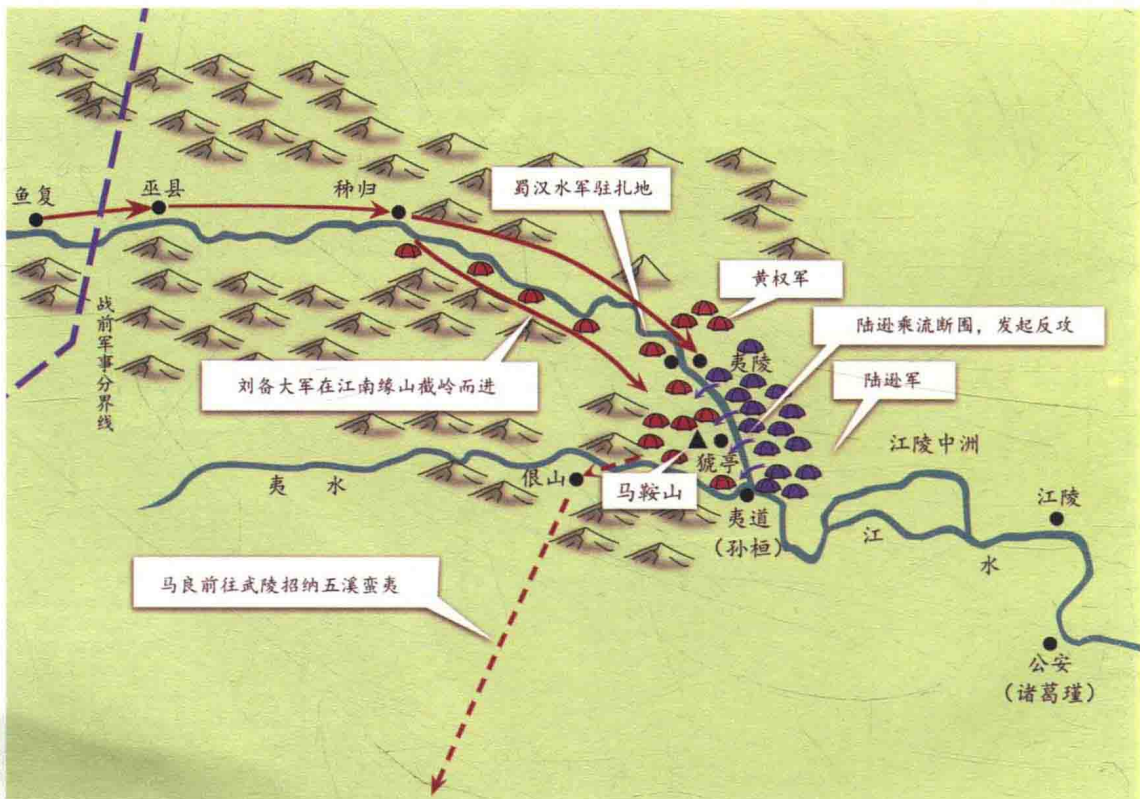 鱼复
巫县
秭归
蜀汉水军驻扎地
黄权军
战前军事分界线
陆逊乘流断围，发起反攻
夷陵
刘备大军在江南缘山截岭而进
陆逊军
江陵中洲
猇亭
夷水
佷山
马鞍山
江陵
夷道
（孙桓）
江水
马良前往武陵招纳五溪蛮夷
公安
（诸葛瑾）